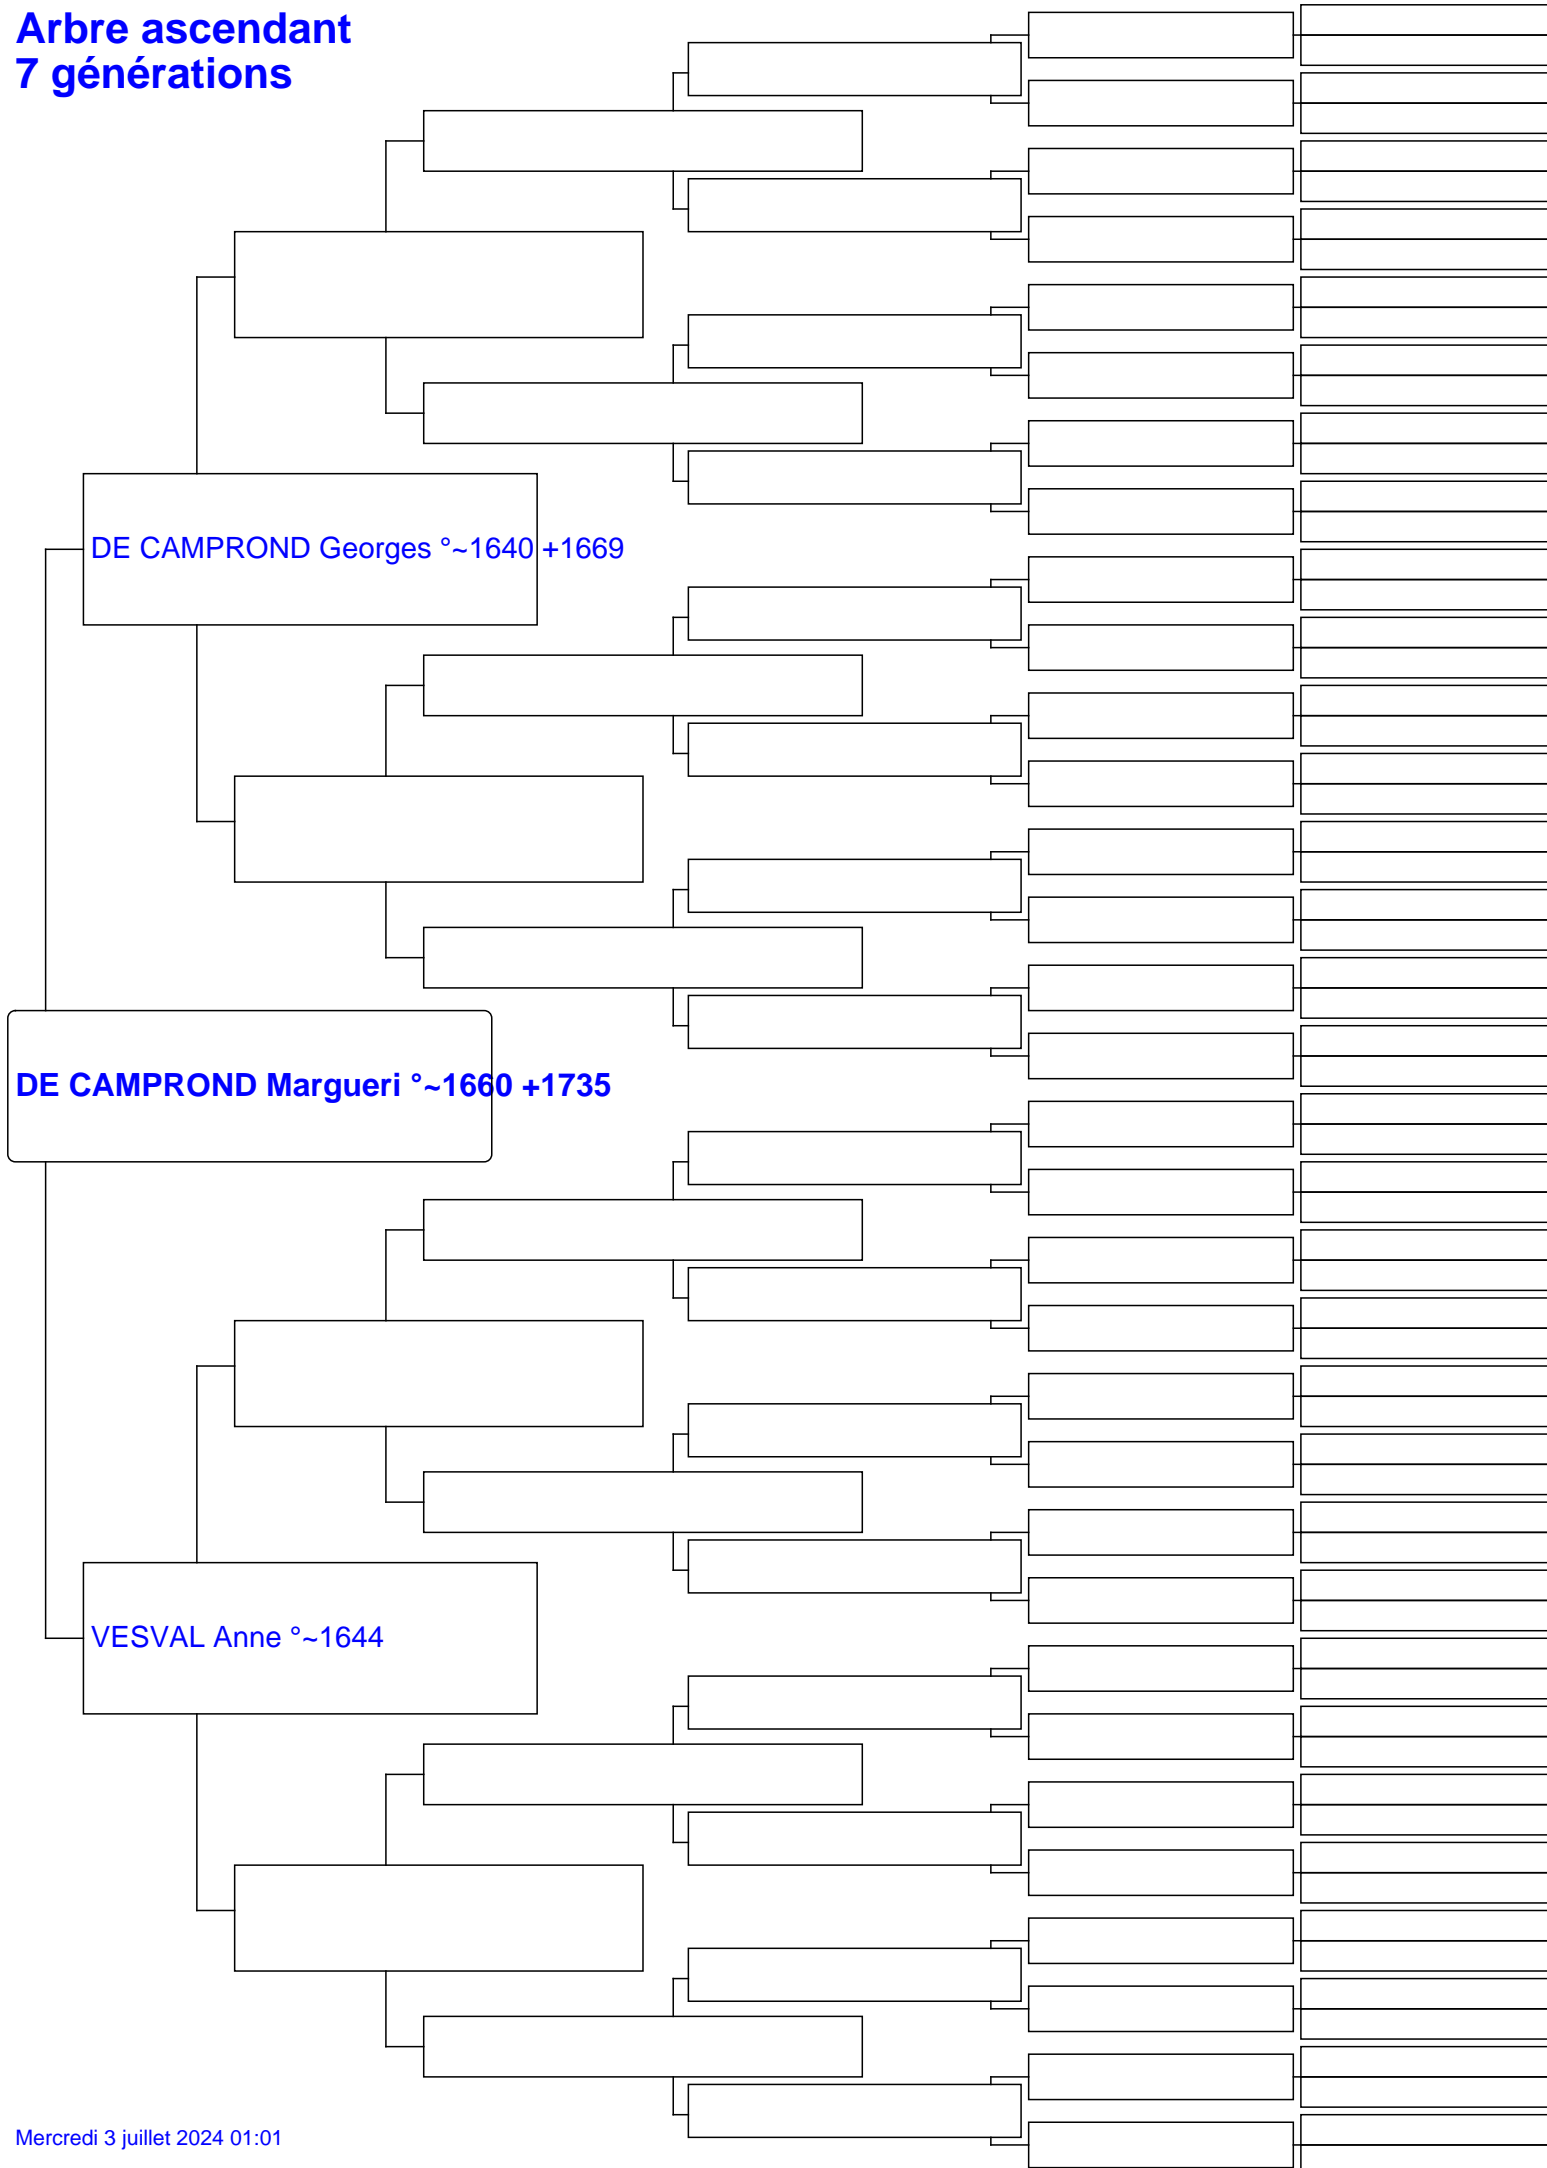 Arbre ascendant
7 générations
DE CAMPROND Georges °~1640 +1669
DE CAMPROND Margueri °~1660 +1735
VESVAL Anne °~1644
Mercredi 3 juillet 2024 01:01